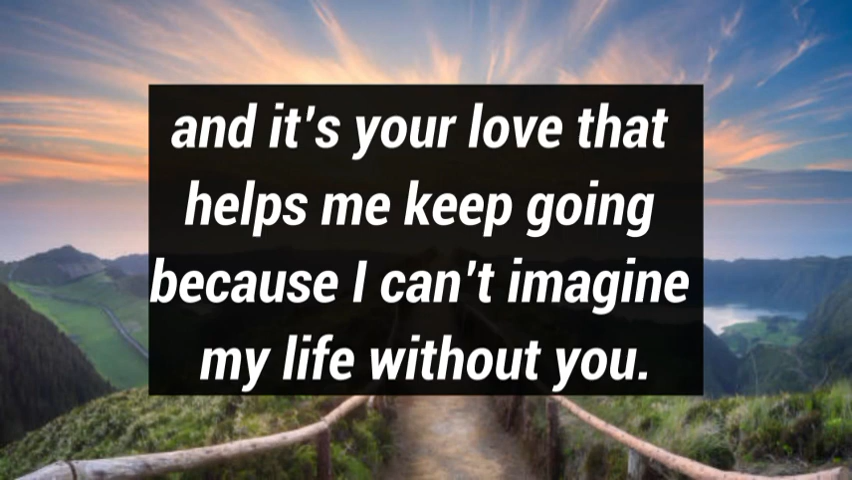 and it's your love that
helps me keep going
because I can't imagine
my life without you.